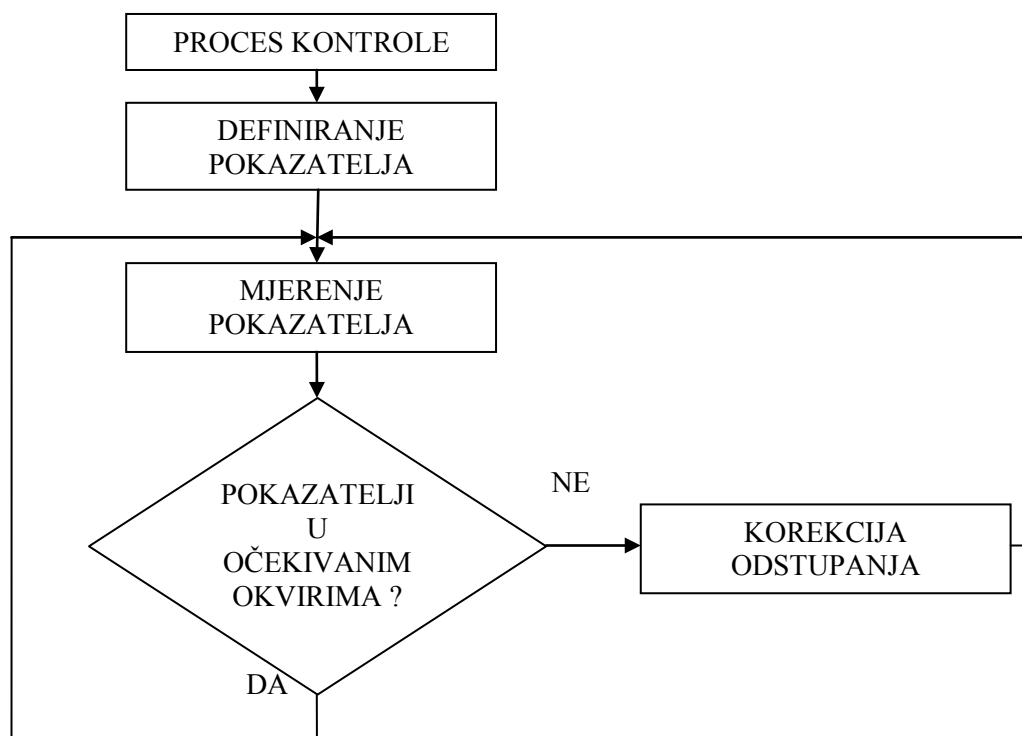 PROCES KONTROLE
DEFINIRANJE
POKAZATELJA
MJERENJE
POKAZATELJA
POKAZATELJI
U
OČEKIVANIM
OKVIRIMA ?
NE
KOREKCIJA
ODSTUPANJA
DA